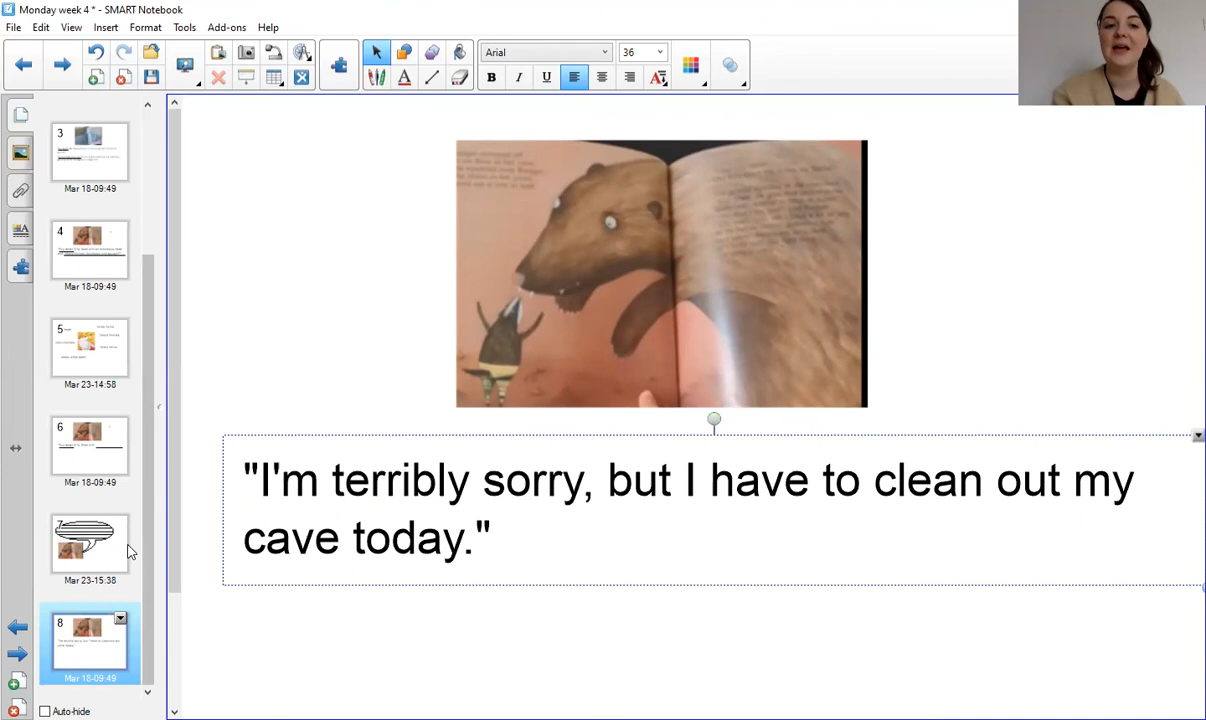 Monday week 4 * - SMART Notebook
File Edit View Insert Format Tools Add-ons Help
Arial 36
B I U A
3
Mar 18-09:49
4
Mar 18-09:49
5
Mar 23-14:58
6
Mar 18-09:49
7
Mar 23-15:38
8
Mar 18-09:49
Auto-hide
"I'm terribly sorry, but I have to clean out my
cave today."